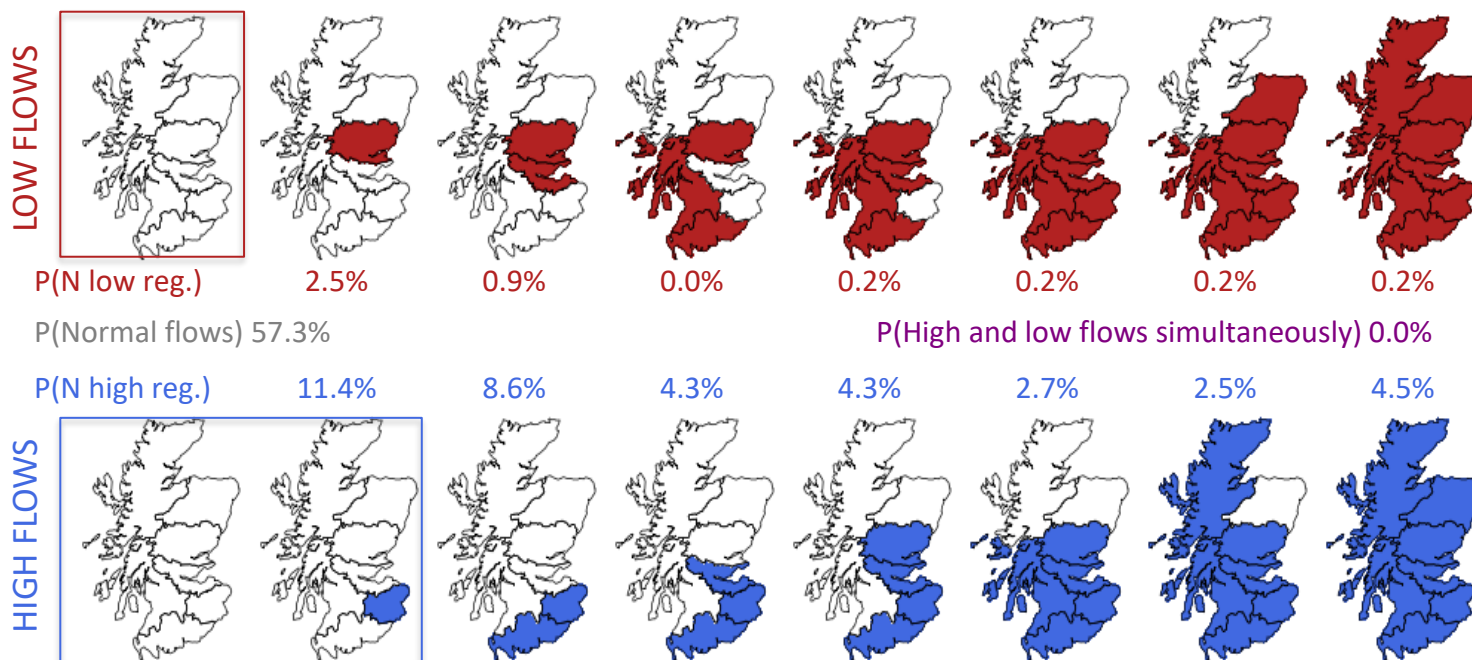 LOW FLOWS
P(N low reg.) 2.5% 0.9% 0.0% 0.2% 0.2% 0.2% 0.2%
P(Normal flows) 57.3% P(High and low flows simultaneously) 0.0%
P(N high reg.) 11.4% 8.6% 4.3% 4.3% 2.7% 2.5% 4.5%
HIGH FLOWS